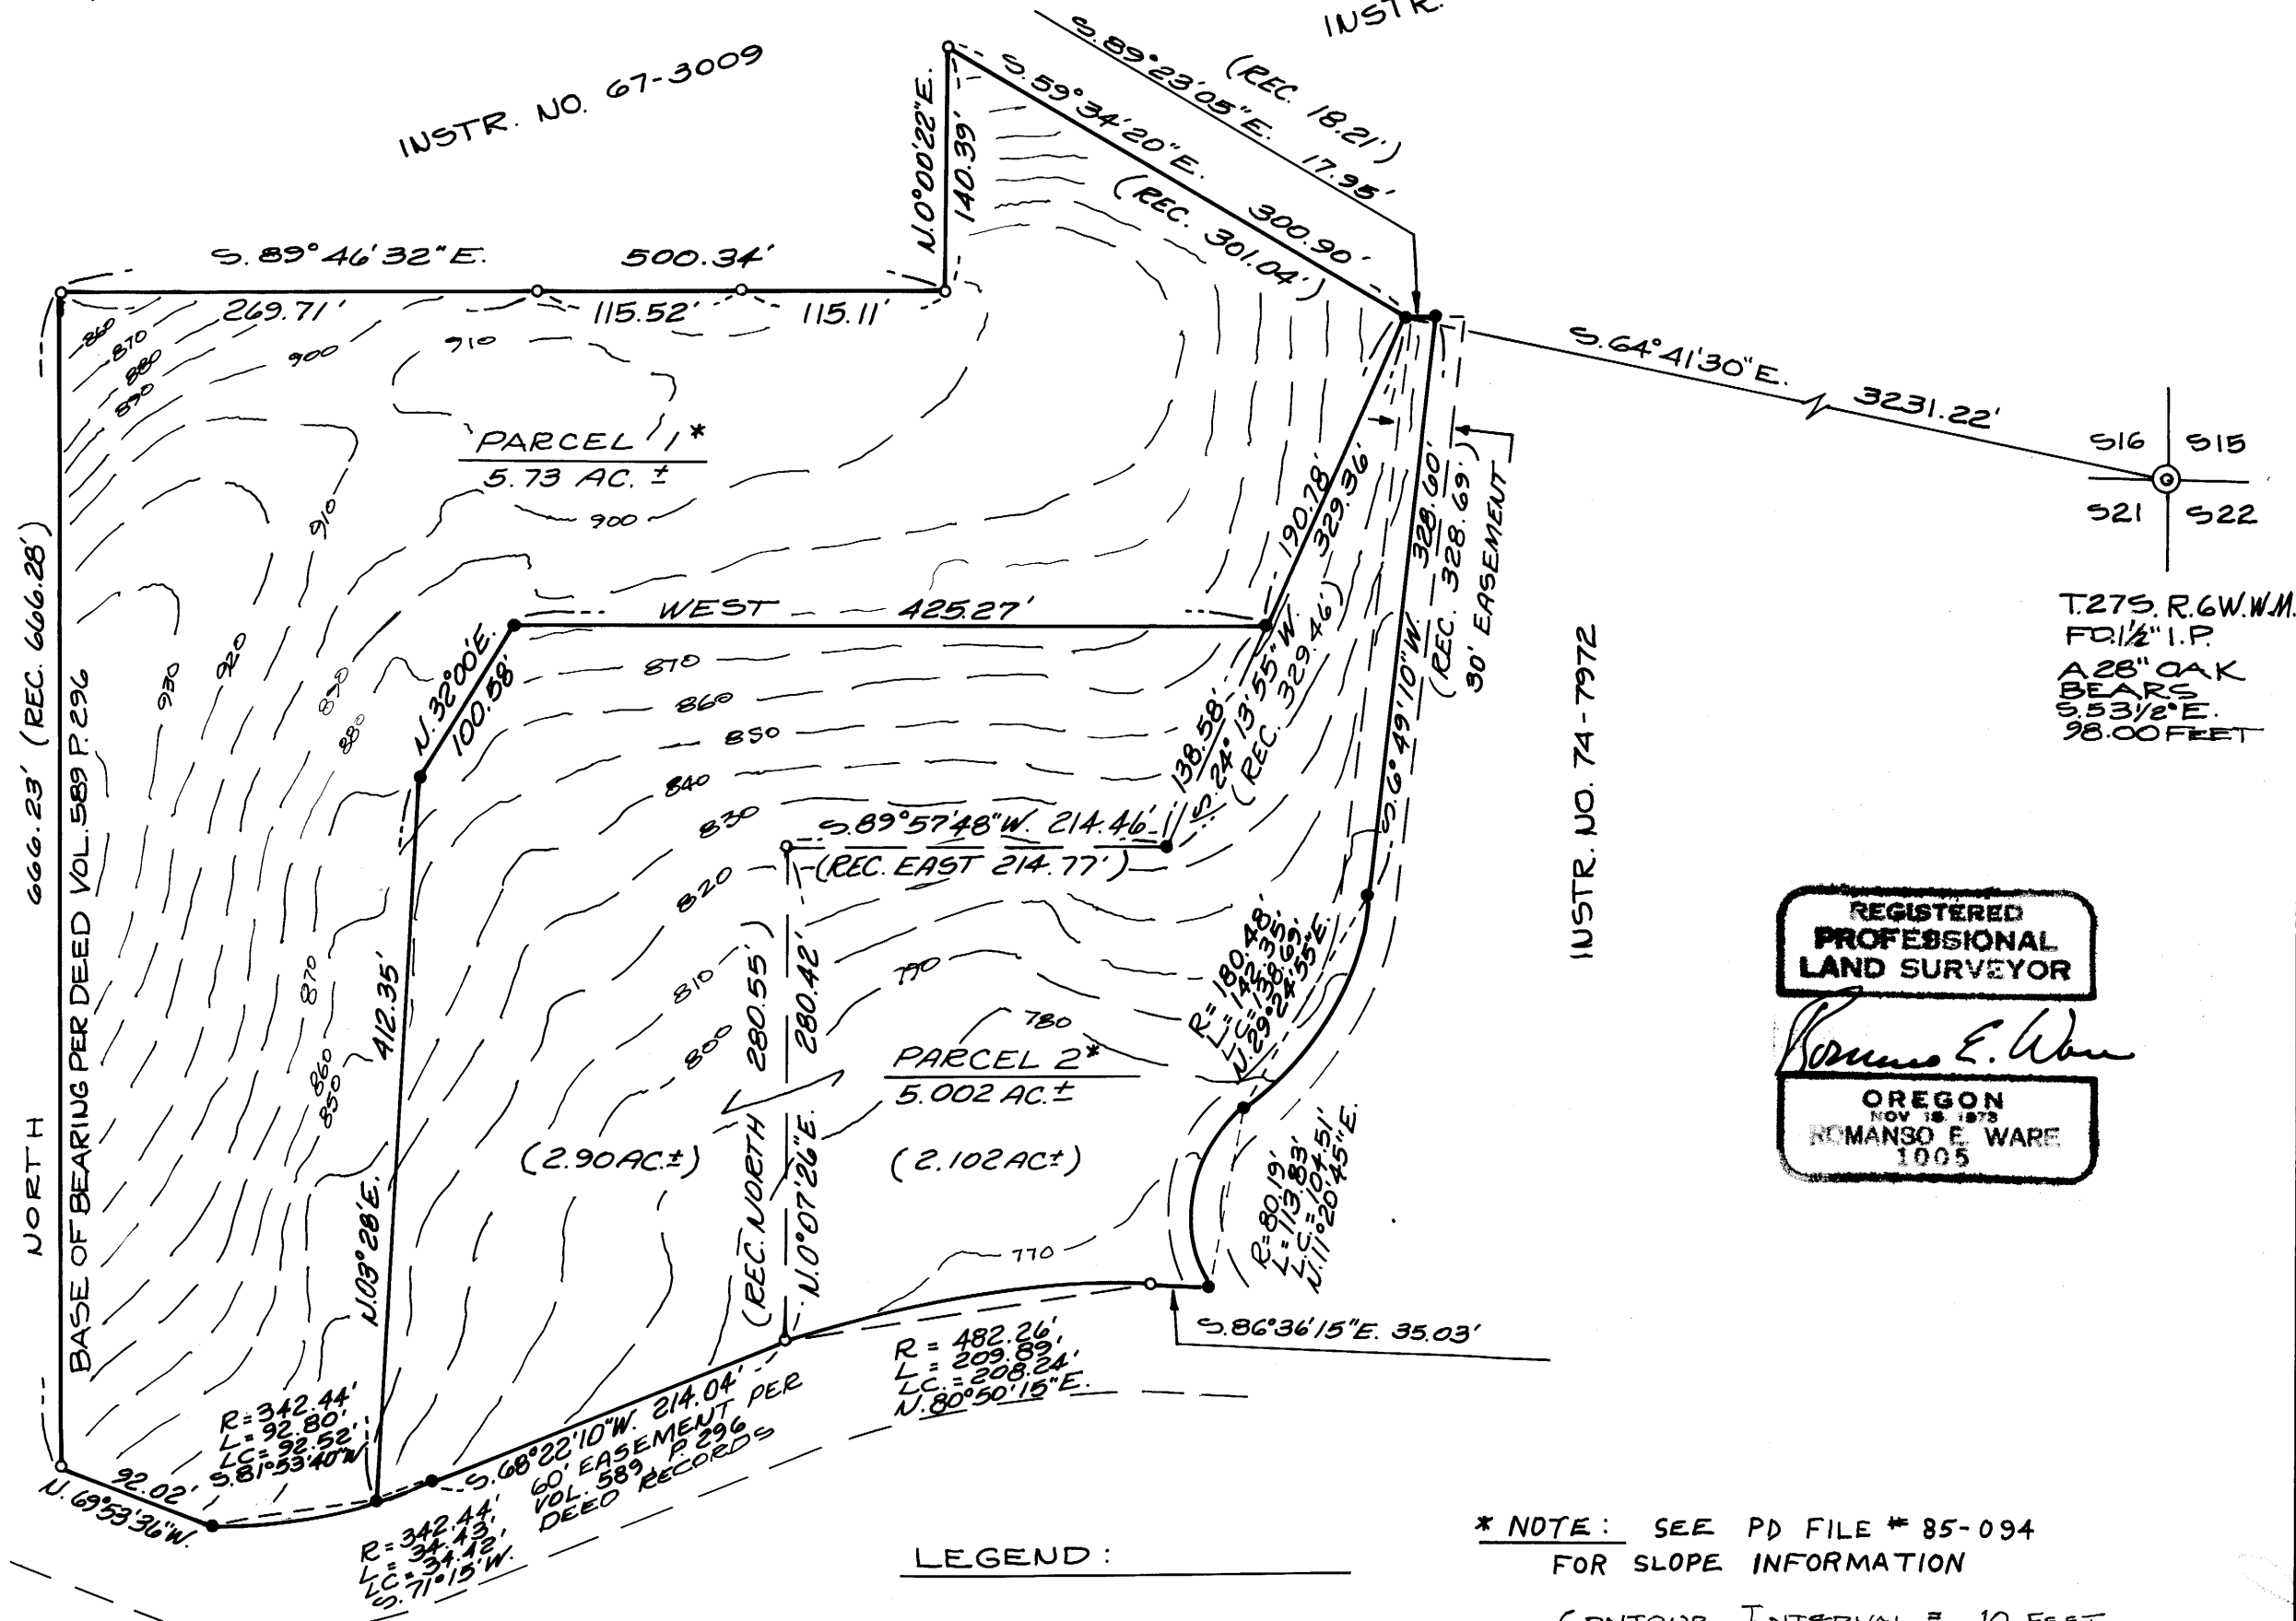 INSTR. NO. 67-3009
INSTR.
S.89°23'05"E. 17.95'
(REC. 18.21')
S.59°34'20"E. 300.90'
(REC. 301.04')
N.0°00'22"E.
140.39'
S.89°46'32"E. 500.34'
269.71' 115.52' 115.11'
860
870
880
890
900
910
PARCEL 1*
5.73 AC. ±
900
910
920
930
890
880
S.64°41'30"E. 3231.22'
S16 S15
S21 S22
T.27S. R.6W.W.M.
FD.1½" I.P.
A 28" OAK
BEARS
S.53½°E.
98.00 FEET
666.23' (REC. 666.28')
NORTH
BASE OF BEARING PER DEED VOL. 589 P. 296
WEST 425.27'
N.32°00'E.
100.58'
190.78'
329.36'
138.58'
S.24°13'55"W.
(REC. 329.46')
S.6°49'10"W. 328.60'
(REC. 328.69')
30' EASEMENT
INSTR. NO. 74-7972
870
860
850
840
830
820
810
800
790
780
770
S.89°57'48"W. 214.46'
(REC. EAST 214.77')
(REC. NORTH 280.55')
N.0°07'26"E. 280.42'
R=180.48'
L=142.35'
LC=138.69'
N.29°24'55"E.
PARCEL 2*
5.002 AC.±
(2.90 AC.±)
(2.102 AC±)
R=80.19'
L=113.83'
LC=104.51'
N.11°20'45"E.
870
860
850
N.03°28'E. 412.35'
S.86°36'15"E. 35.03'
R = 482.26'
L = 209.89'
LC. = 208.24'
N.80°50'15"E.
R=342.44'
L=92.80'
LC=92.52'
S.81°53'40"W
92.02'
N.69°53'36"W.
S.68°22'10"W. 214.04'
60' EASEMENT PER
VOL. 589, P. 296
DEED RECORDS
R=342.44'
L=34.43'
LC=34.42'
S.71°15'W.
REGISTERED
PROFESSIONAL
LAND SURVEYOR
Romanso E. Ware
OREGON
ROMANSO E. WARE
1005
LEGEND:
* NOTE: SEE PD FILE # 85-094
FOR SLOPE INFORMATION
CONTOUR INTERVAL = 10 FEET